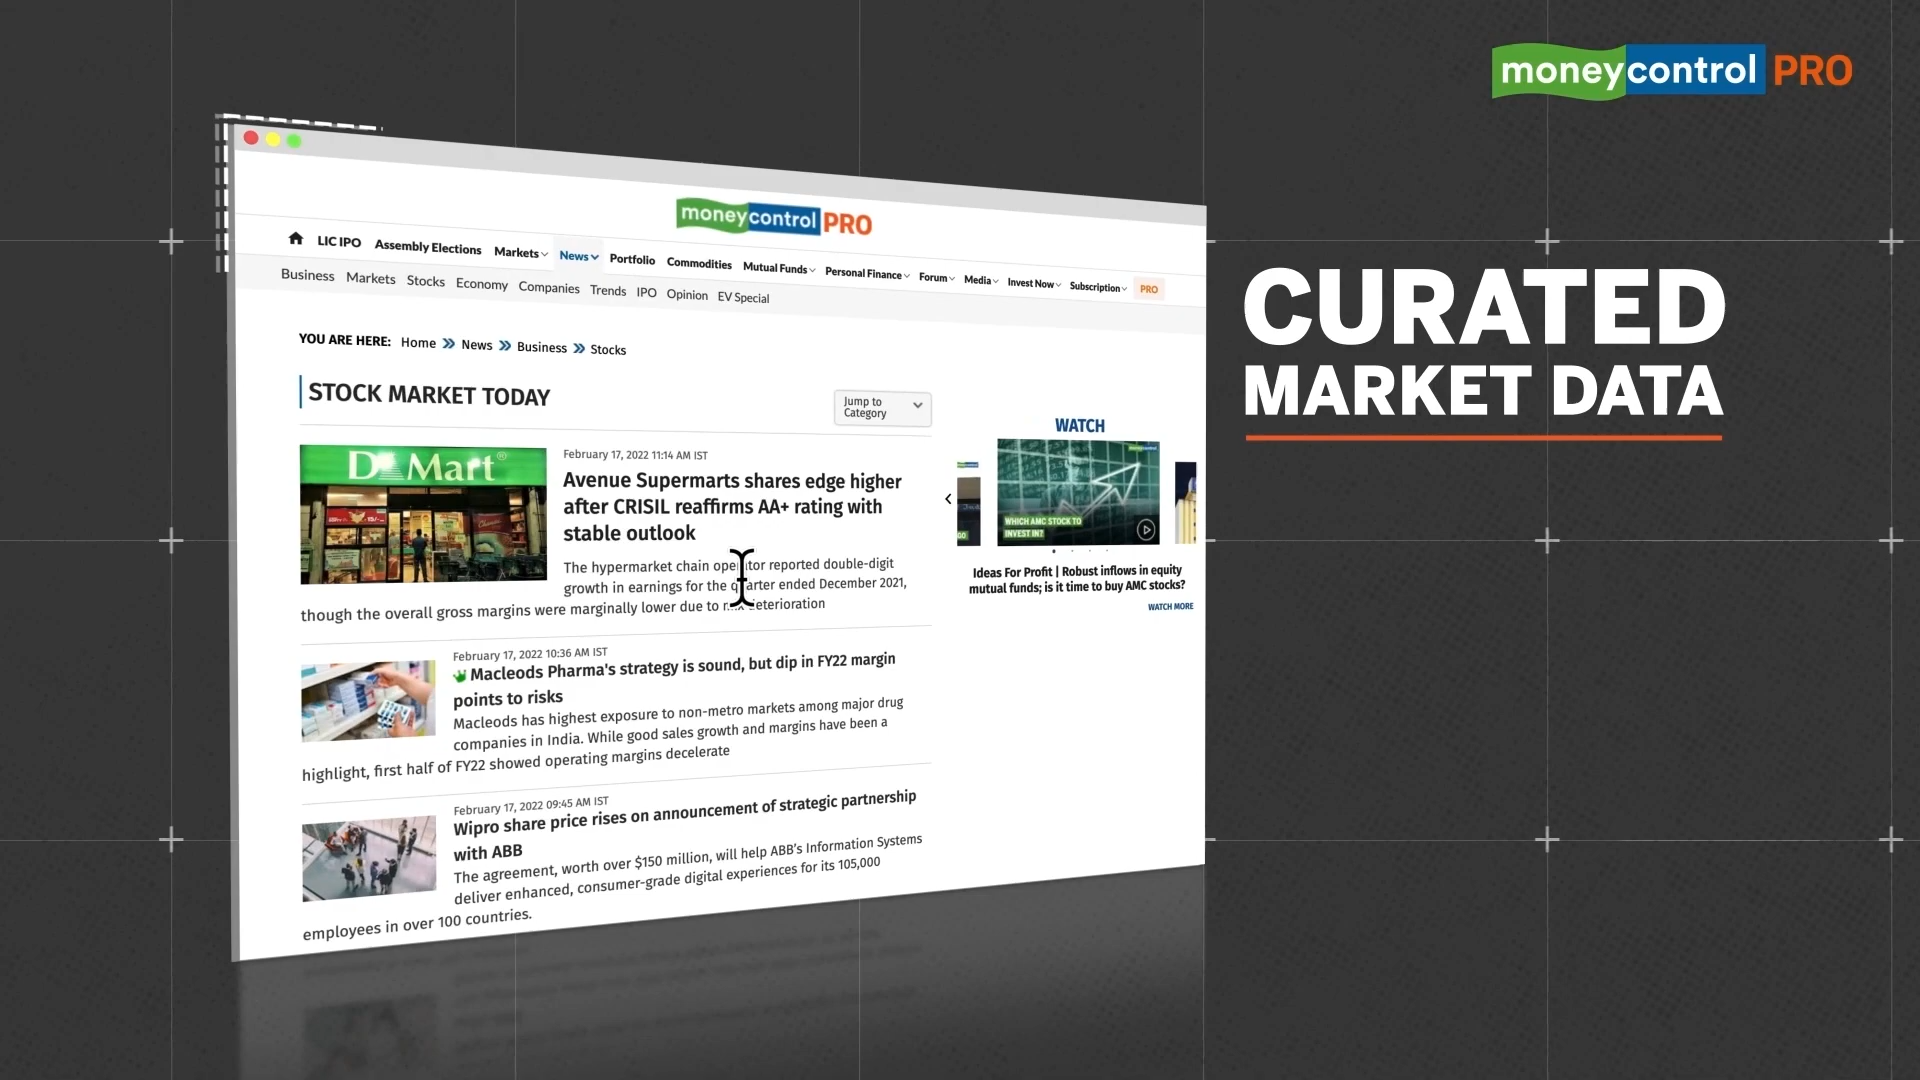 moneycontrol PRO
moneycontrol PRO
LIC IPO Assembly Elections Markets News Portfolio Commodities Mutual Funds Personal Finance Forum Media Invest Now Subscription PRO
Business Markets Stocks Economy Companies Trends IPO Opinion EV Special
YOU ARE HERE: Home News Business Stocks
STOCK MARKET TODAY
Jump to
Category
D Mart®
February 17, 2022 11:14 AM IST
Avenue Supermarts shares edge higher
after CRISIL reaffirms AA+ rating with
stable outlook
The hypermarket chain operator reported double-digit
growth in earnings for the quarter ended December 2021,
though the overall gross margins were marginally lower due to mix deterioration
February 17, 2022 10:36 AM IST
Macleods Pharma's strategy is sound, but dip in FY22 margin
points to risks
Macleods has highest exposure to non-metro markets among major drug
companies in India. While good sales growth and margins have been a
highlight, first half of FY22 showed operating margins decelerate
February 17, 2022 09:45 AM IST
Wipro share price rises on announcement of strategic partnership
with ABB
The agreement, worth over $150 million, will help ABB's Information Systems
deliver enhanced, consumer-grade digital experiences for its 105,000
employees in over 100 countries.
WATCH
WHICH AMC STOCK TO
INVEST IN?
Ideas For Profit | Robust inflows in equity
mutual funds; is it time to buy AMC stocks?
WATCH MORE
CURATED
MARKET DATA